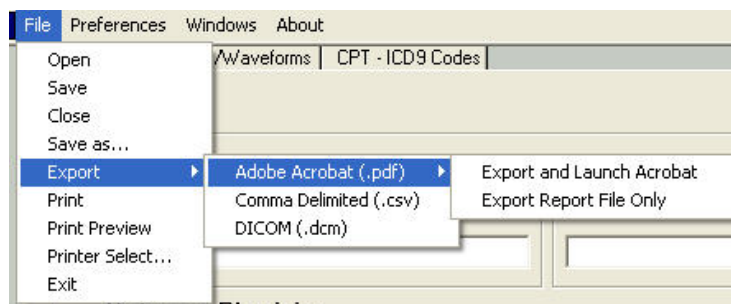 File Preferences Windows About
Open /Waveforms CPT - ICD9 Codes
Save
Close
Save as...
Export Adobe Acrobat (.pdf) Export and Launch Acrobat
Print Comma Delimited (.csv) Export Report File Only
Print Preview DICOM (.dcm)
Printer Select...
Exit